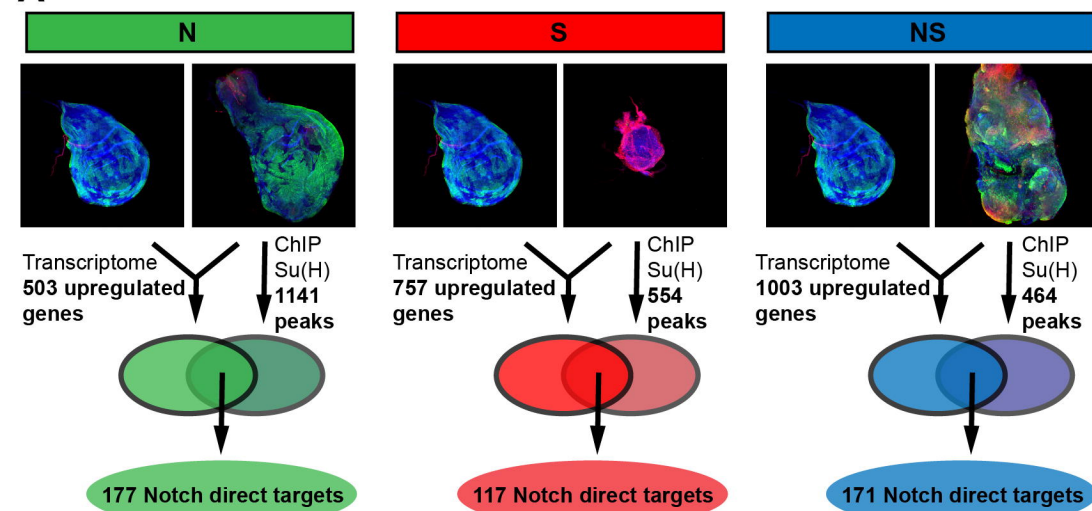 N
S
NS
Transcriptome
503 upregulated
genes
ChIP
Su(H)
1141
peaks
Transcriptome
757 upregulated
genes
ChIP
Su(H)
554
peaks
Transcriptome
1003 upregulated
genes
ChIP
Su(H)
464
peaks
177 Notch direct targets
117 Notch direct targets
171 Notch direct targets